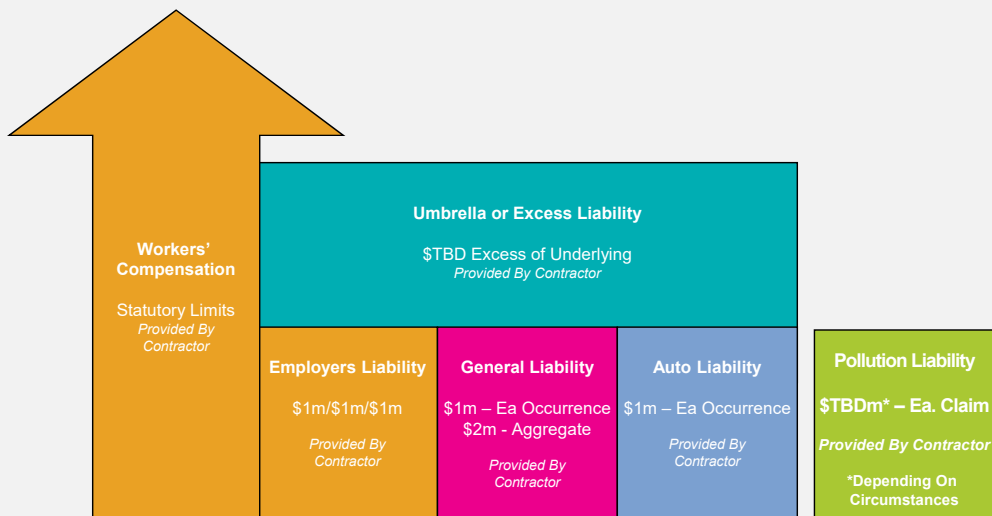 Workers’
Compensation
Statutory Limits
Provided By
Contractor
Umbrella or Excess Liability
$TBD Excess of Underlying
Provided By Contractor
Employers Liability
$1m/$1m/$1m
Provided By
Contractor
General Liability
$1m – Ea Occurrence
$2m - Aggregate
Provided By
Contractor
Auto Liability
$1m – Ea Occurrence
Provided By
Contractor
Pollution Liability
$TBDm* – Ea. Claim
Provided By Contractor
*Depending On
Circumstances